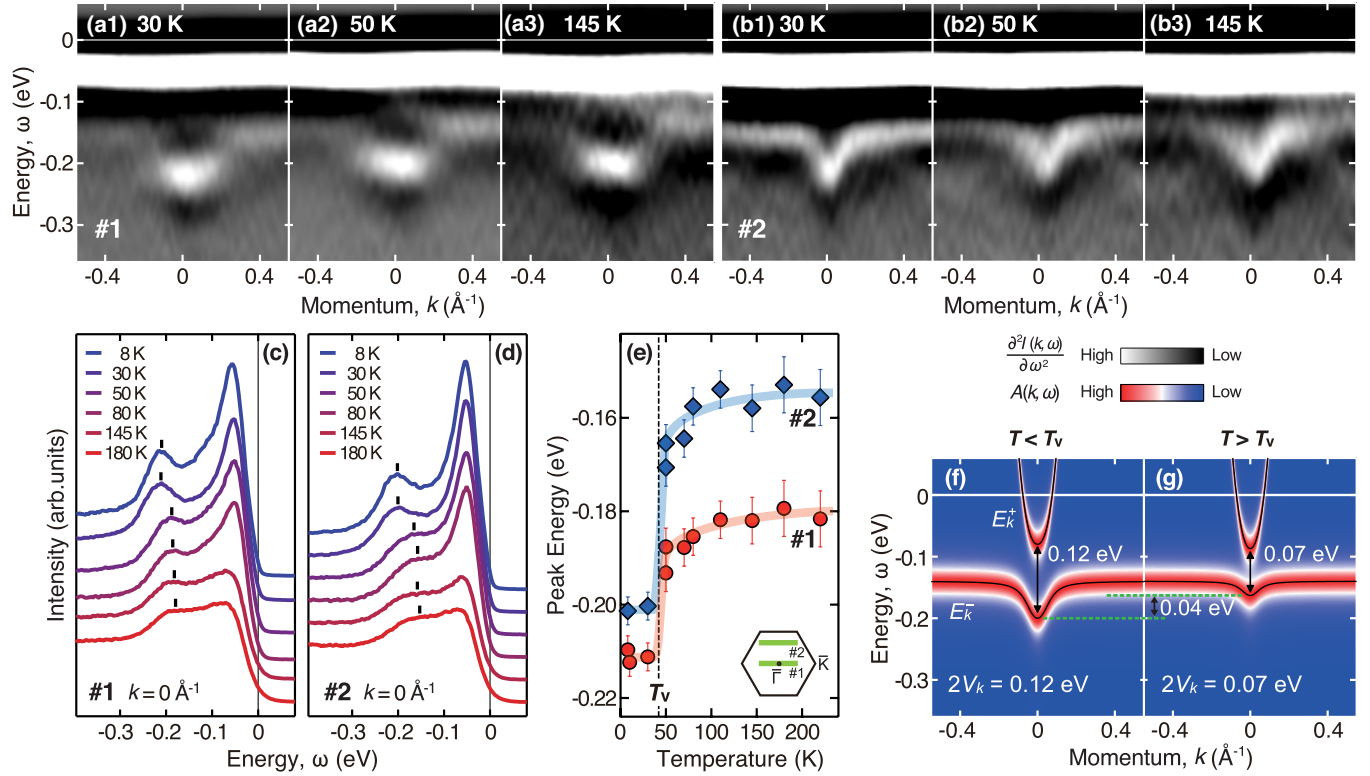 (a1) 30 K
(a2) 50 K
(a3) 145 K
(b1) 30 K
(b2) 50 K
(b3) 145 K
Energy, ω (eV)
0
-0.1
-0.2
-0.3
#1
#2
-0.4 0 0.4
-0.4 0 0.4
-0.4 0 0.4
-0.4 0 0.4
-0.4 0 0.4
-0.4 0 0.4
Momentum, k (Å⁻¹)
Momentum, k (Å⁻¹)
(c)
8 K
30 K
50 K
80 K
145 K
180 K
Intensity (arb.units)
#1 k = 0 Å⁻¹
-0.3 -0.2 -0.1 0
(d)
8 K
30 K
50 K
80 K
145 K
180 K
#2 k = 0 Å⁻¹
-0.3 -0.2 -0.1 0
Energy, ω (eV)
(e)
Peak Energy (eV)
-0.16
-0.18
-0.20
-0.22
#2
#1
#2
Γ̄ #1
K̄
Tv
0 50 100 150 200
Temperature (K)
∂²I (k, ω)
∂ω²
High Low
A(k, ω) High Low
T < Tv
T > Tv
(f)
(g)
Energy, ω (eV)
0
-0.1
-0.2
-0.3
E⁺k
E⁻k
0.12 eV
0.07 eV
0.04 eV
2Vk = 0.12 eV
2Vk = 0.07 eV
-0.4 0 0.4
-0.4 0 0.4
Momentum, k (Å⁻¹)